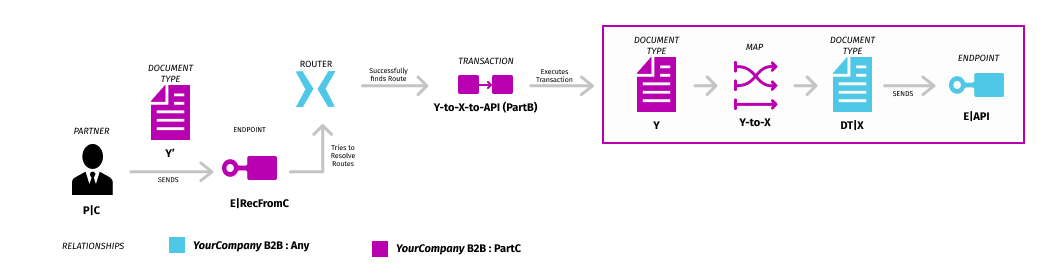 PARTNER
P|C
DOCUMENT
TYPE
Y'
SENDS
ENDPOINT
E|RecFromC
Tries to
Resolve
Routes
ROUTER
Successfully
finds Route
TRANSACTION
Y-to-X-to-API (PartB)
Executes
Transaction
DOCUMENT
TYPE
Y
MAP
Y-to-X
DOCUMENT
TYPE
DT|X
SENDS
ENDPOINT
E|API
RELATIONSHIPS
YourCompany B2B : Any
YourCompany B2B : PartC